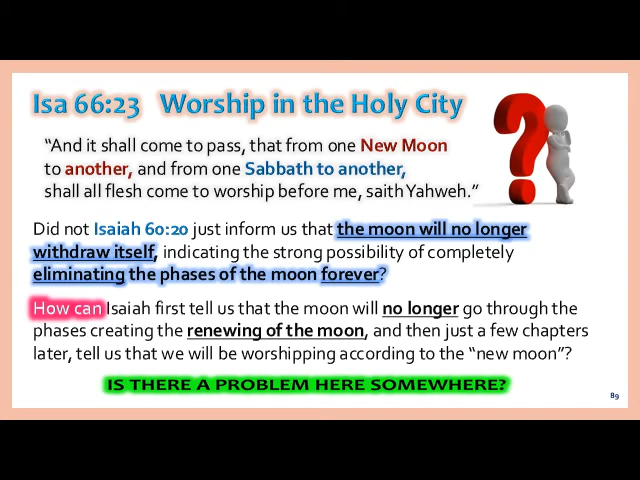 Isa 66:23 Worship in the Holy City
“And it shall come to pass, that from one New Moon
to another, and from one Sabbath to another,
shall all flesh come to worship before me, saith Yahweh.”
Did not Isaiah 60:20 just inform us that the moon will no longer
withdraw itself, indicating the strong possibility of completely
eliminating the phases of the moon forever?
How can Isaiah first tell us that the moon will no longer go through the
phases creating the renewing of the moon, and then just a few chapters
later, tell us that we will be worshipping according to the “new moon”?
IS THERE A PROBLEM HERE SOMEWHERE?
89